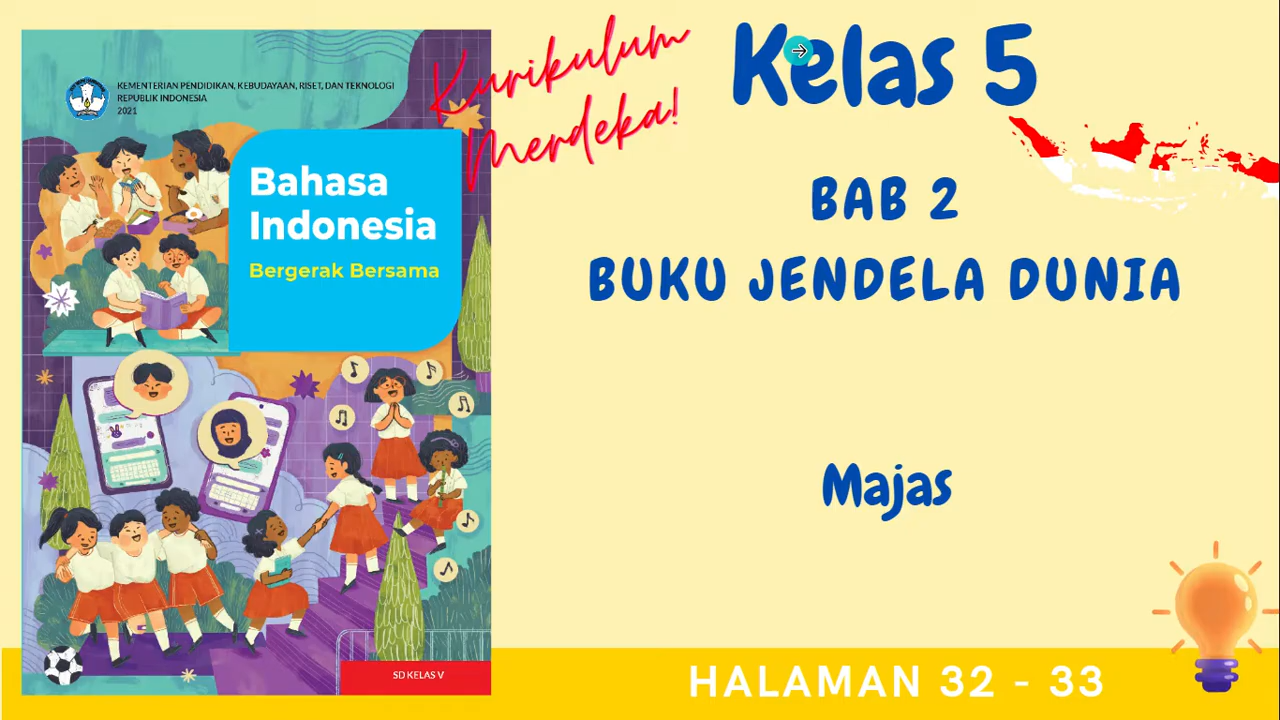 KEMENTERIAN PENDIDIKAN, KEBUDAYAAN, RISET, DAN TEKNOLOGI
REPUBLIK INDONESIA
2021
Bahasa
Indonesia
Bergerak Bersama
SD KELAS V
Kurikulum
Merdeka!
Kelas 5
BAB 2
BUKU JENDELA DUNIA
Majas
HALAMAN 32 - 33